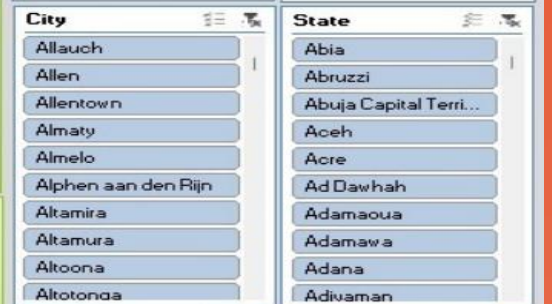 City
Allauch
Allen
Allentown
Almaty
Almelo
Alphen aan den Rijn
Altamira
Altamura
Altoona
Altotonga
State
Abia
Abruzzi
Abuja Capital Terri...
Aceh
Acre
Ad Dawhah
Adamaoua
Adamawa
Adana
Adiyaman